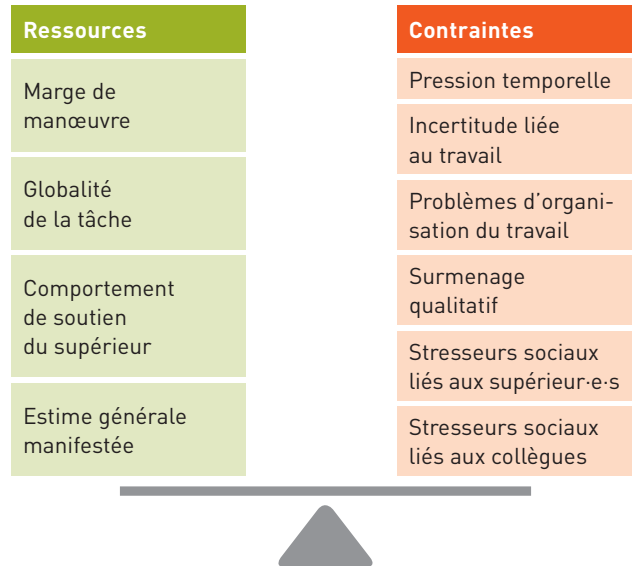 Ressources
Marge de
manœuvre
Globalité
de la tâche
Comportement
de soutien
du supérieur
Estime générale
manifestée
Contraintes
Pression temporelle
Incertitude liée
au travail
Problèmes d'organi-
sation du travail
Surmenage
qualitatif
Stresseurs sociaux
liés aux supérieur·e·s
Stresseurs sociaux
liés aux collègues